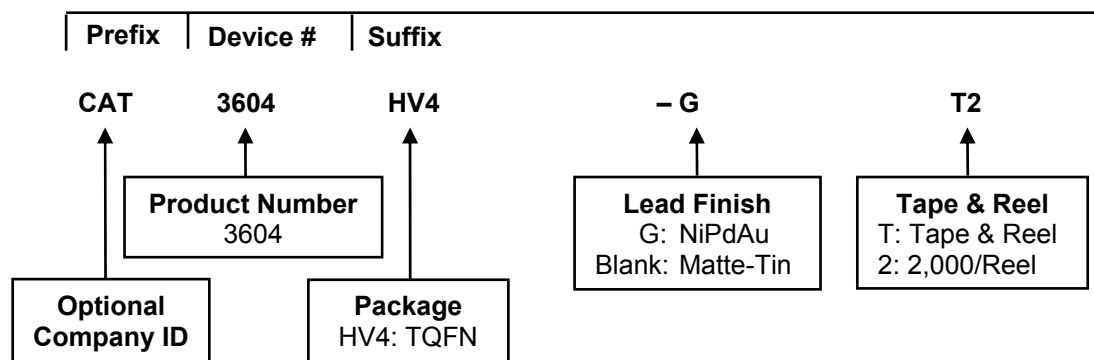 Prefix Device # Suffix
CAT 3604 HV4 – G T2
Product Number
3604
Lead Finish
G: NiPdAu
Blank: Matte-Tin
Tape & Reel
T: Tape & Reel
2: 2,000/Reel
Optional
Company ID
Package
HV4: TQFN